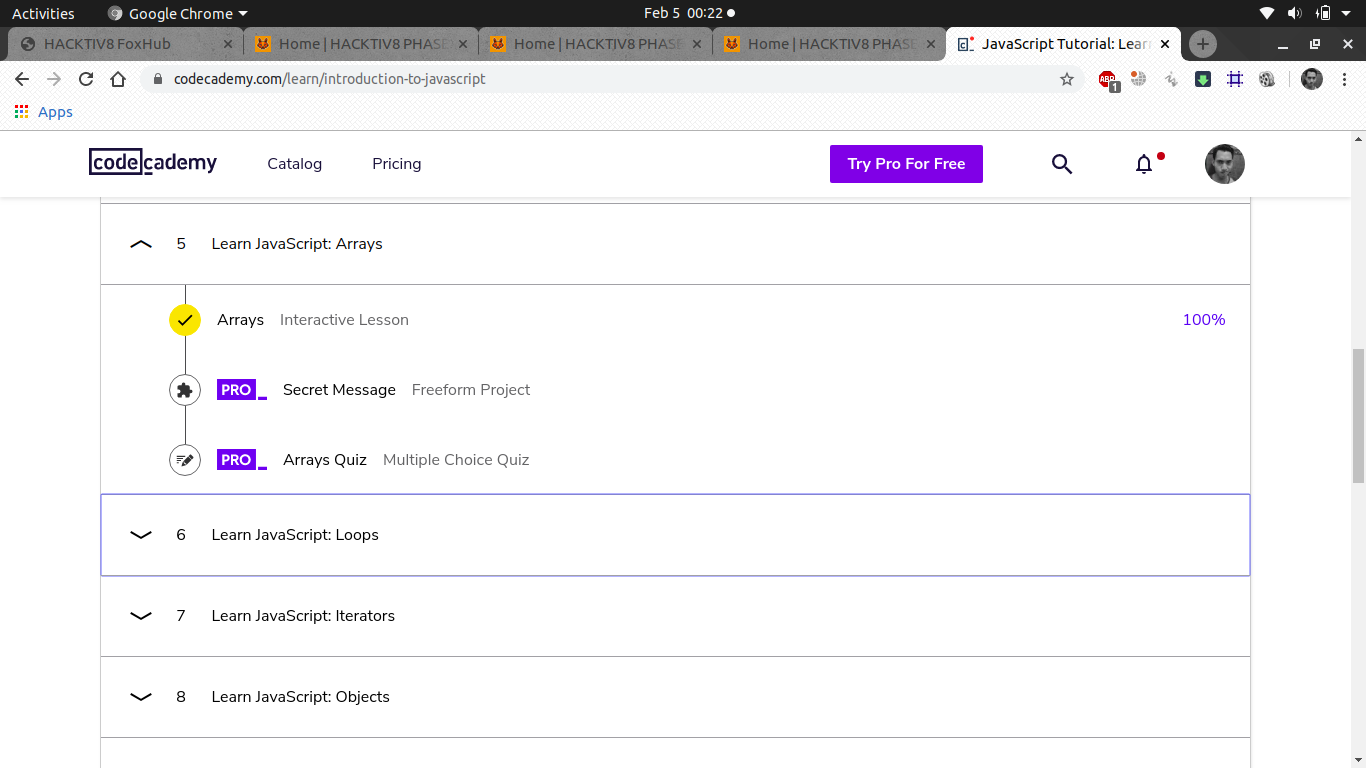 Activities Google Chrome Feb 5 00:22
HACKTIV8 FoxHub Home | HACKTIV8 PHASE Home | HACKTIV8 PHASE Home | HACKTIV8 PHASE JavaScript Tutorial: Lear
codecademy.com/learn/introduction-to-javascript ABP 1
Apps
codecademy Catalog Pricing Try Pro For Free
5 Learn JavaScript: Arrays
Arrays Interactive Lesson 100%
PRO Secret Message Freeform Project
PRO Arrays Quiz Multiple Choice Quiz
6 Learn JavaScript: Loops
7 Learn JavaScript: Iterators
8 Learn JavaScript: Objects